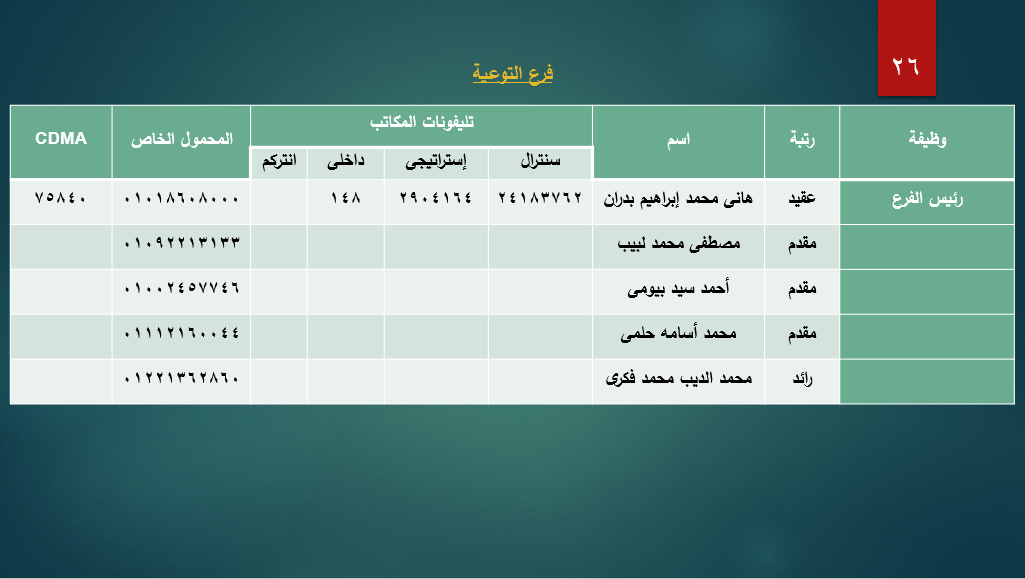 ٢٦
فرع التوعية
وظيفة رتبة اسم تليفونات المكاتب المحمول الخاص CDMA
سنترال إستراتيجى داخلى انتركم
رئيس الفرع عقيد هانى محمد إبراهيم بدران ٢٤١٨٣٧٦٢ ٢٩٠٤١٦٤ ١٤٨ ٠١٠١٨٦٠٨٠٠٠ ٧٥٨٤٠
مقدم مصطفى محمد لبيب ٠١٠٩٢٢١٣١٣٣
مقدم أحمد سيد بيومى ٠١٠٠٢٤٥٧٧٤٦
مقدم محمد أسامه حلمى ٠١١١٢١٦٠٠٤٤
رائد محمد الديب محمد فكرى ٠١٢٢١٣٦٢٨٦٠